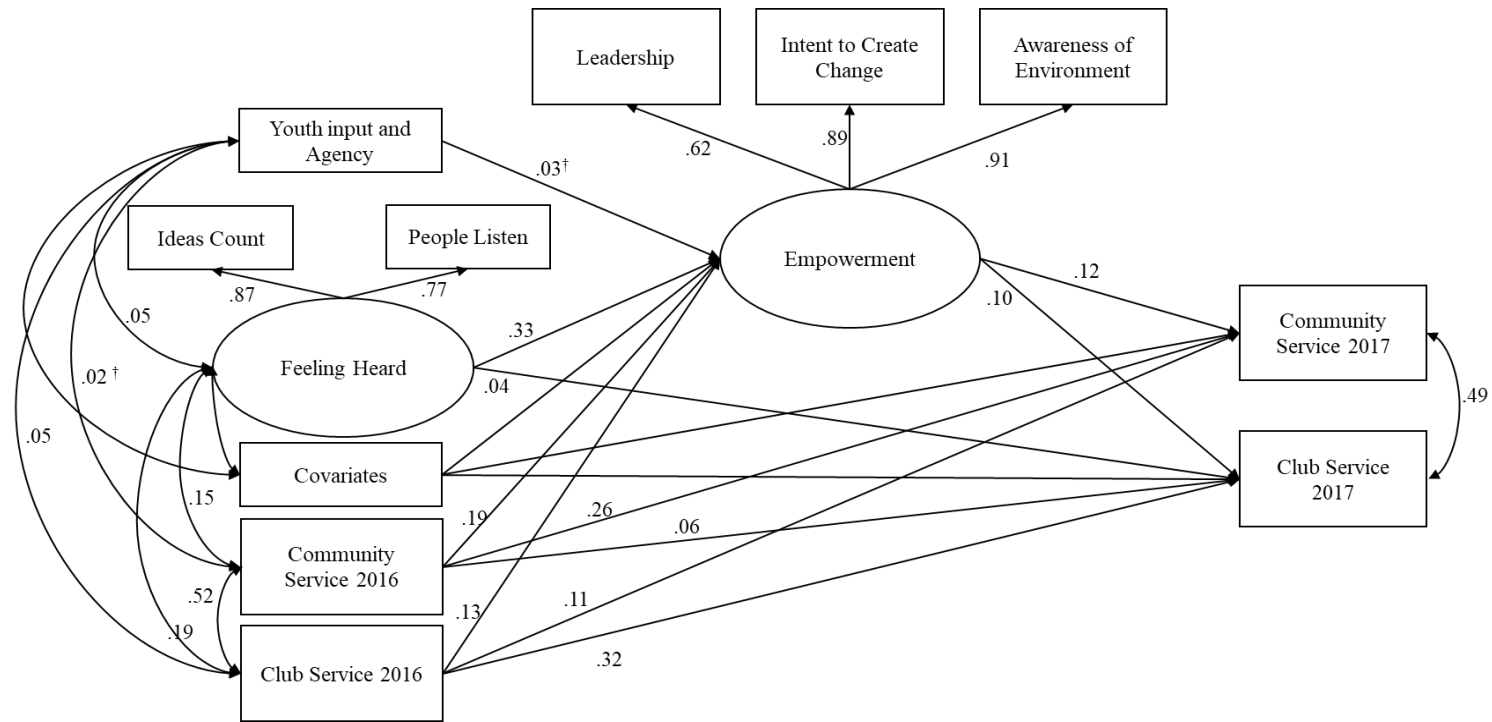 Leadership
Intent to Create
Change
Awareness of
Environment
Youth input and
Agency
.62
.89
.91
.03†
Ideas Count
People Listen
.87
.77
Empowerment
.05
.12
.10
.33
Feeling Heard
.04
Community
Service 2017
.02 †
.49
.05
Covariates
Club Service
2017
.15
.19
.26
.06
Community
Service 2016
.52
.11
.13
.19
.32
Club Service 2016